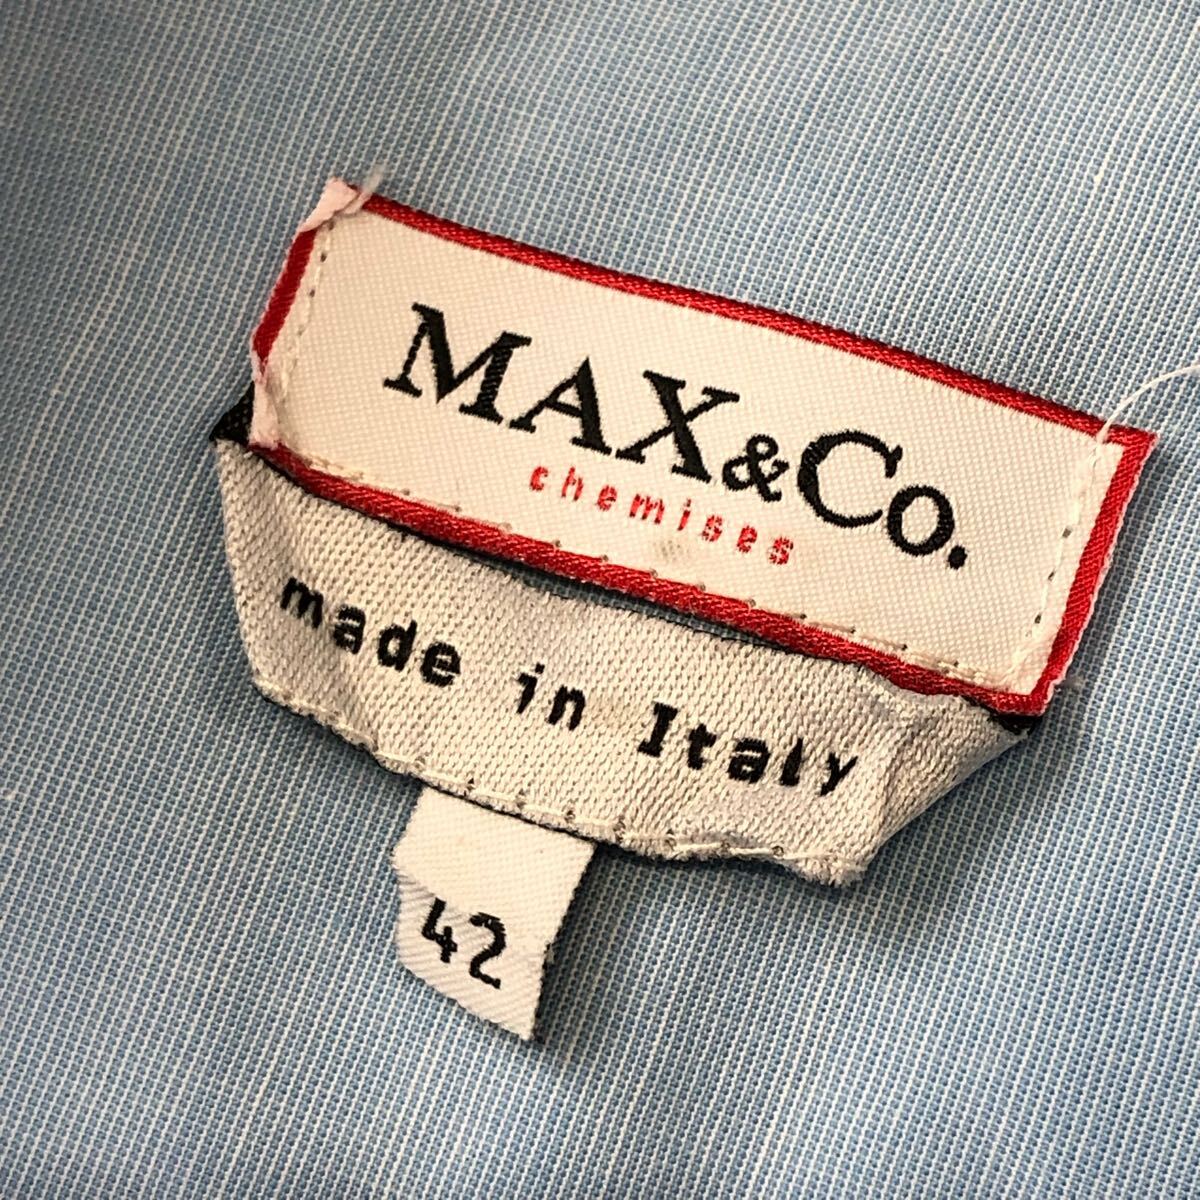 MAX&Co.
chemises
made in Italy
42